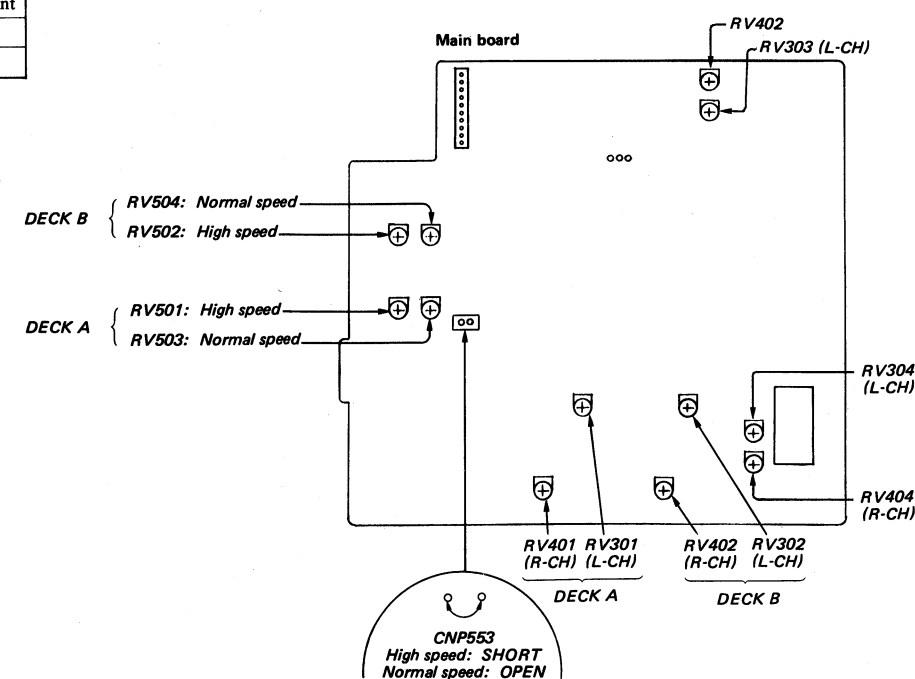 nt
Main board
RV402
RV303 (L-CH)
DECK B
RV504: Normal speed
RV502: High speed
DECK A
RV501: High speed
RV503: Normal speed
RV304
(L-CH)
RV404
(R-CH)
RV401 RV301
(R-CH) (L-CH)
DECK A
RV402 RV302
(R-CH) (L-CH)
DECK B
CNP553
High speed: SHORT
Normal speed: OPEN